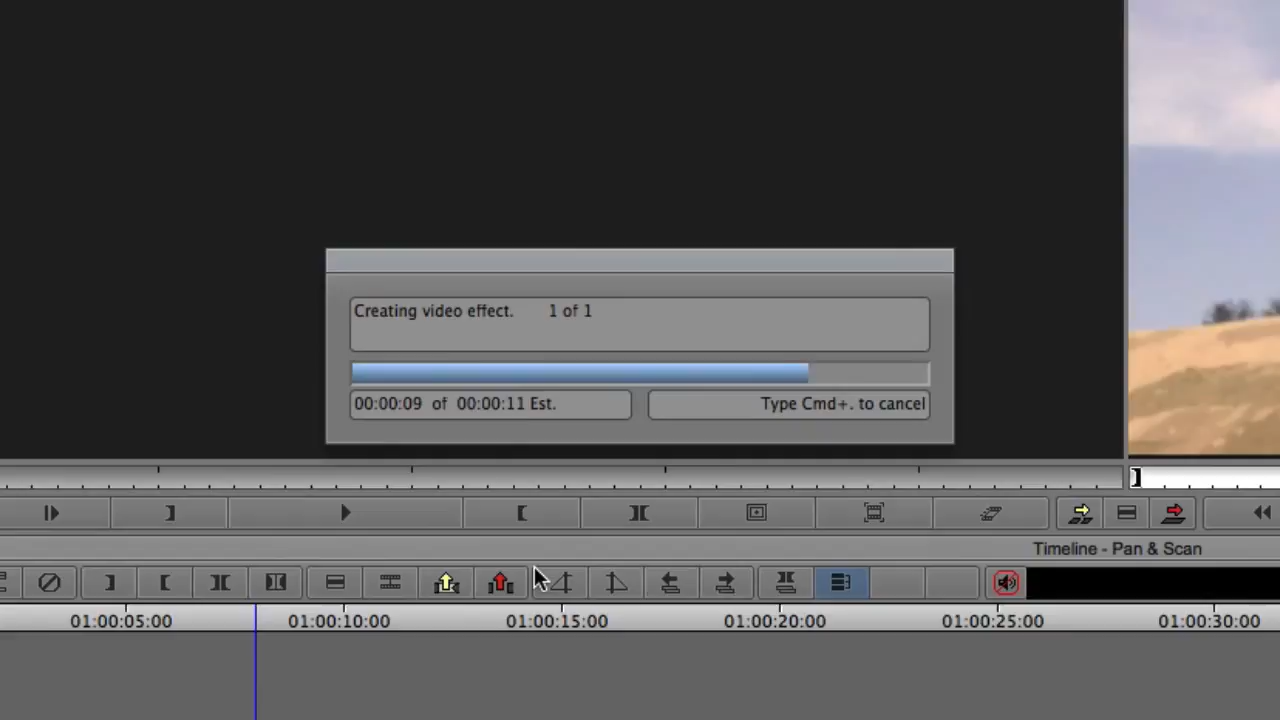 Creating video effect. 1 of 1
00:00:09 of 00:00:11 Est.
Type Cmd+. to cancel
Timeline - Pan & Scan
01:00:05:00
01:00:10:00
01:00:15:00
01:00:20:00
01:00:25:00
01:00:30:00